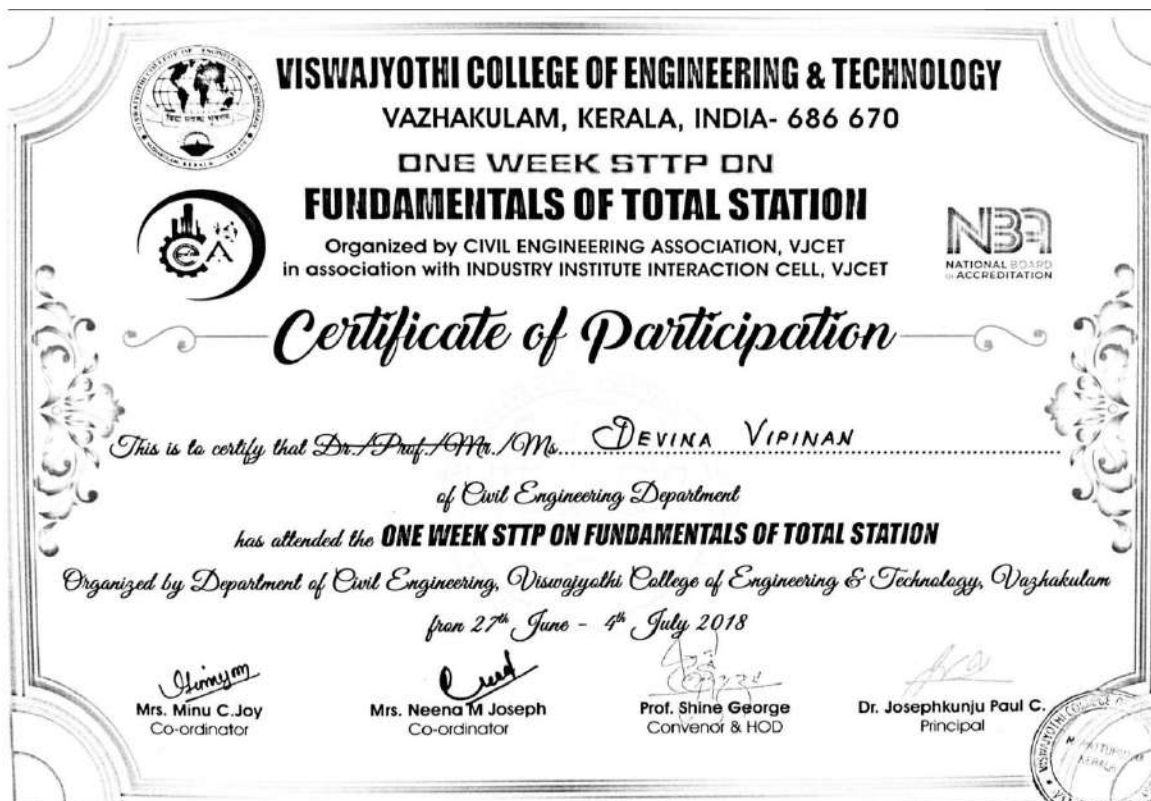 VISWAJYOTHI COLLEGE OF ENGINEERING & TECHNOLOGY
VAZHAKULAM, KERALA, INDIA- 686 670
ONE WEEK STTP ON
FUNDAMENTALS OF TOTAL STATION
Organized by CIVIL ENGINEERING ASSOCIATION, VJCET
in association with INDUSTRY INSTITUTE INTERACTION CELL, VJCET
NBA
NATIONAL BOARD
OF ACCREDITATION
Certificate of Participation
This is to certify that Dr./Prof./Mr./Ms. DEVINA VIPINAN
of Civil Engineering Department
has attended the ONE WEEK STTP ON FUNDAMENTALS OF TOTAL STATION
Organized by Department of Civil Engineering, Viswajyothi College of Engineering & Technology, Vazhakulam
from 27th June - 4th July 2018
Mrs. Minu C.Joy
Co-ordinator
Mrs. Neena M Joseph
Co-ordinator
Prof. Shine George
Convenor & HOD
Dr. Josephkunju Paul C.
Principal